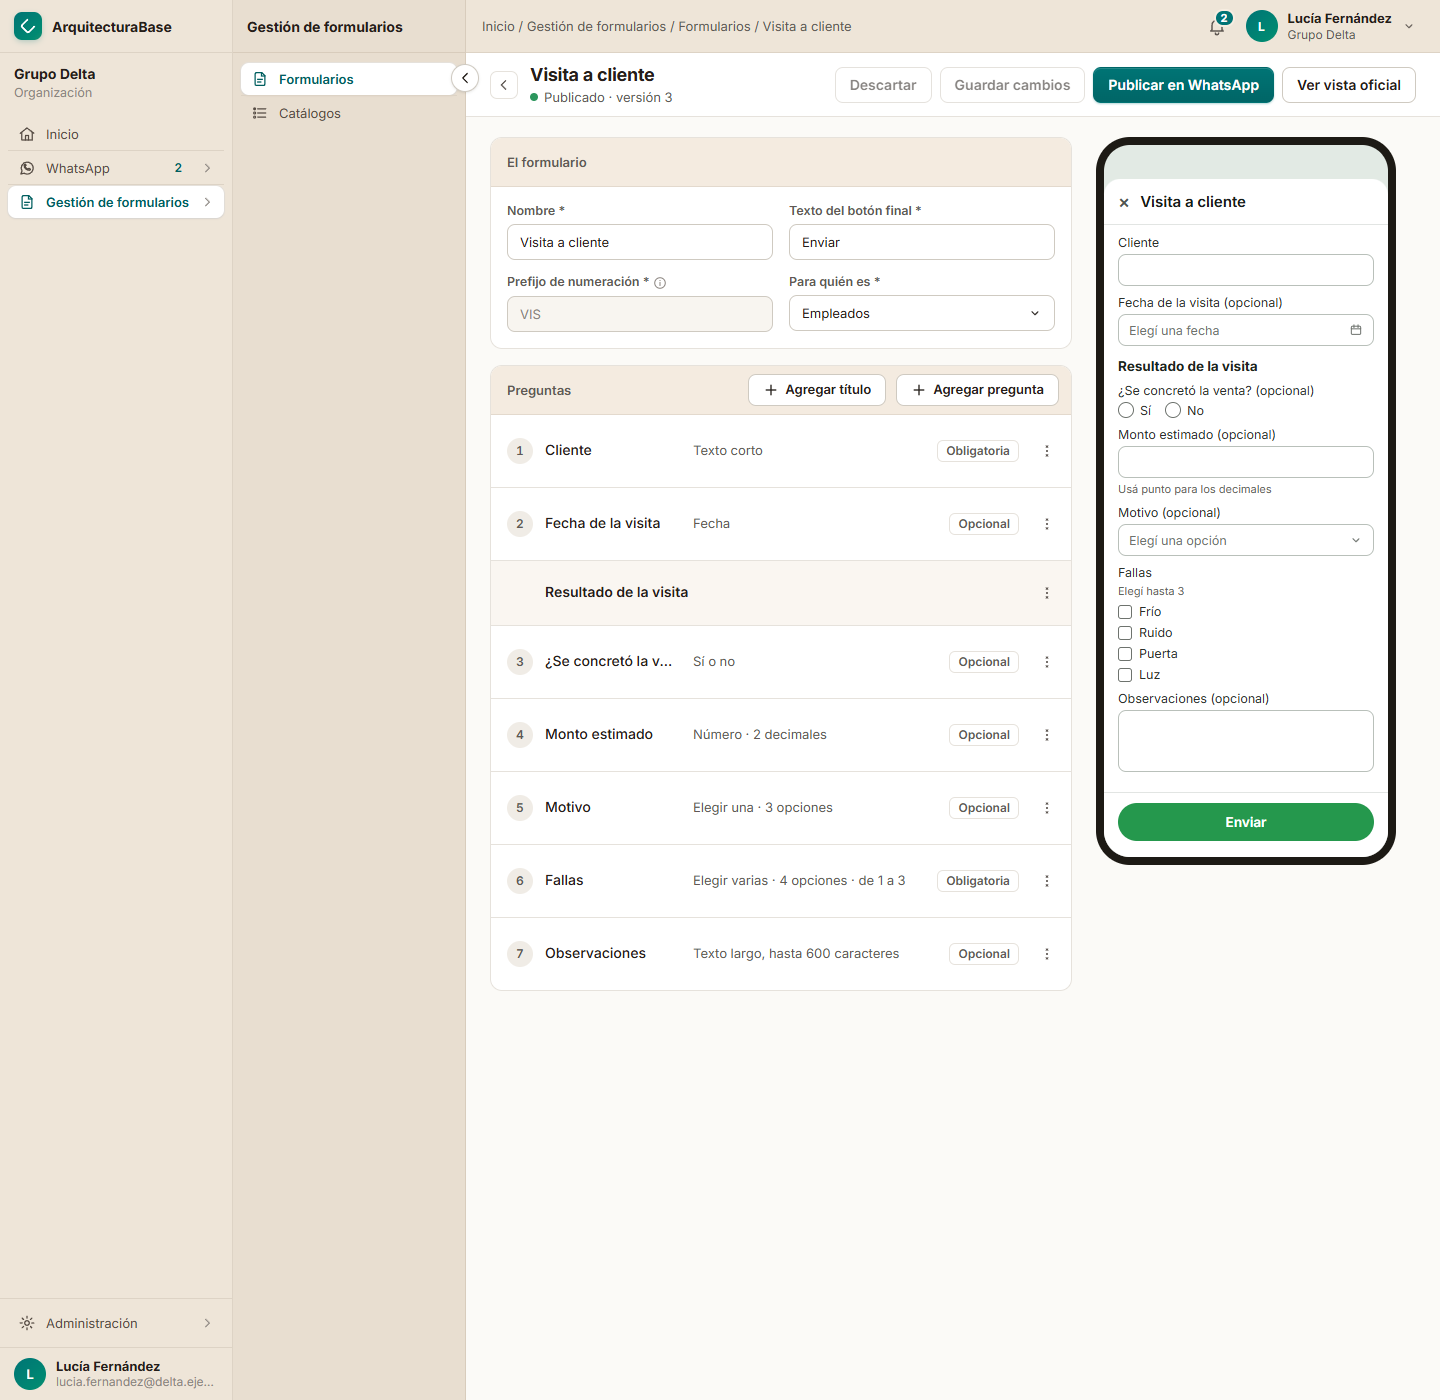 ArquitecturaBase
Grupo Delta
Organización
Inicio
WhatsApp 2
Gestión de formularios
Administración
L
Lucía Fernández
lucia.fernandez@delta.eje...
Gestión de formularios
Formularios
Catálogos
Inicio / Gestión de formularios / Formularios / Visita a cliente
2
L
Lucía Fernández
Grupo Delta
Visita a cliente
Publicado · versión 3
Descartar
Guardar cambios
Publicar en WhatsApp
Ver vista oficial
El formulario
Nombre *
Visita a cliente
Texto del botón final *
Enviar
Prefijo de numeración *
VIS
Para quién es *
Empleados
Preguntas
Agregar título
Agregar pregunta
1 Cliente Texto corto Obligatoria
2 Fecha de la visita Fecha Opcional
Resultado de la visita
3 ¿Se concretó la v... Sí o no Opcional
4 Monto estimado Número · 2 decimales Opcional
5 Motivo Elegir una · 3 opciones Opcional
6 Fallas Elegir varias · 4 opciones · de 1 a 3 Obligatoria
7 Observaciones Texto largo, hasta 600 caracteres Opcional
Visita a cliente
Cliente
Fecha de la visita (opcional)
Elegí una fecha
Resultado de la visita
¿Se concretó la venta? (opcional)
Sí No
Monto estimado (opcional)
Usá punto para los decimales
Motivo (opcional)
Elegí una opción
Fallas
Elegí hasta 3
Frío
Ruido
Puerta
Luz
Observaciones (opcional)
Enviar